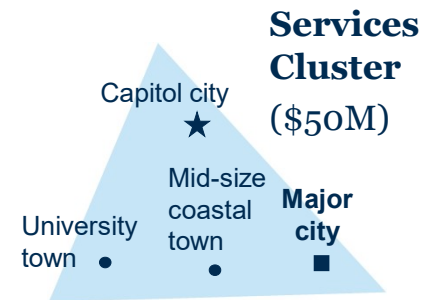 Services
Cluster
($50M)
Capitol city
Mid-size
coastal
town
Major
city
University
town